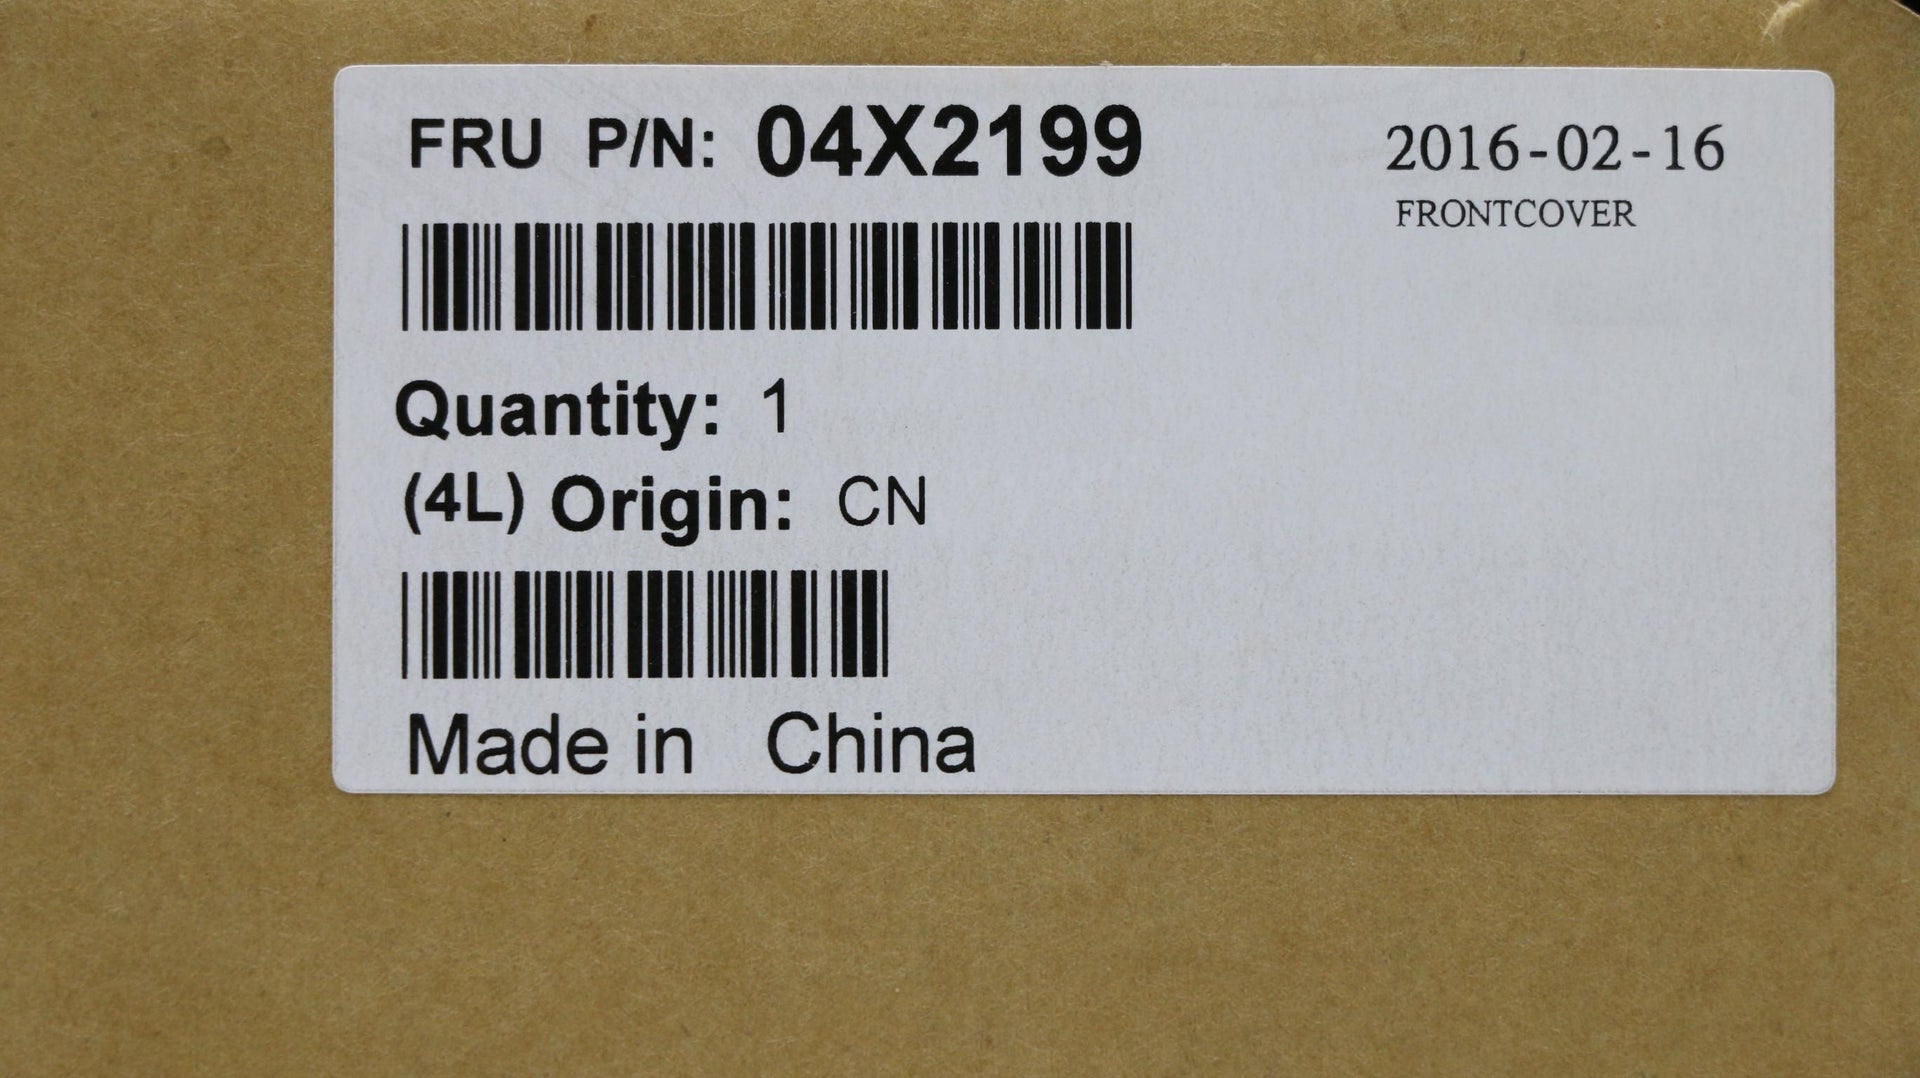 FRU P/N: 04X2199
2016-02-16
FRONTCOVER
Quantity: 1
(4L) Origin: CN
Made in China